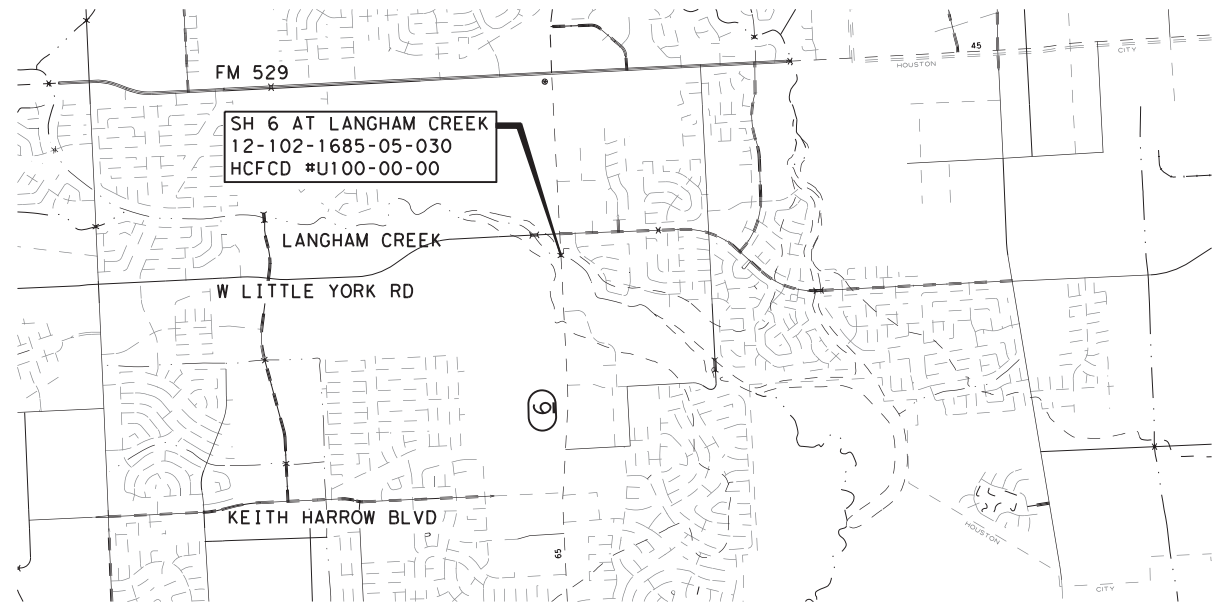 45
CITY
HOUSTON
FM 529
SH 6 AT LANGHAM CREEK
12-102-1685-05-030
HCFCD #U100-00-00
LANGHAM CREEK
W LITTLE YORK RD
6
KEITH HARROW BLVD
HOUSTON
65
CITY